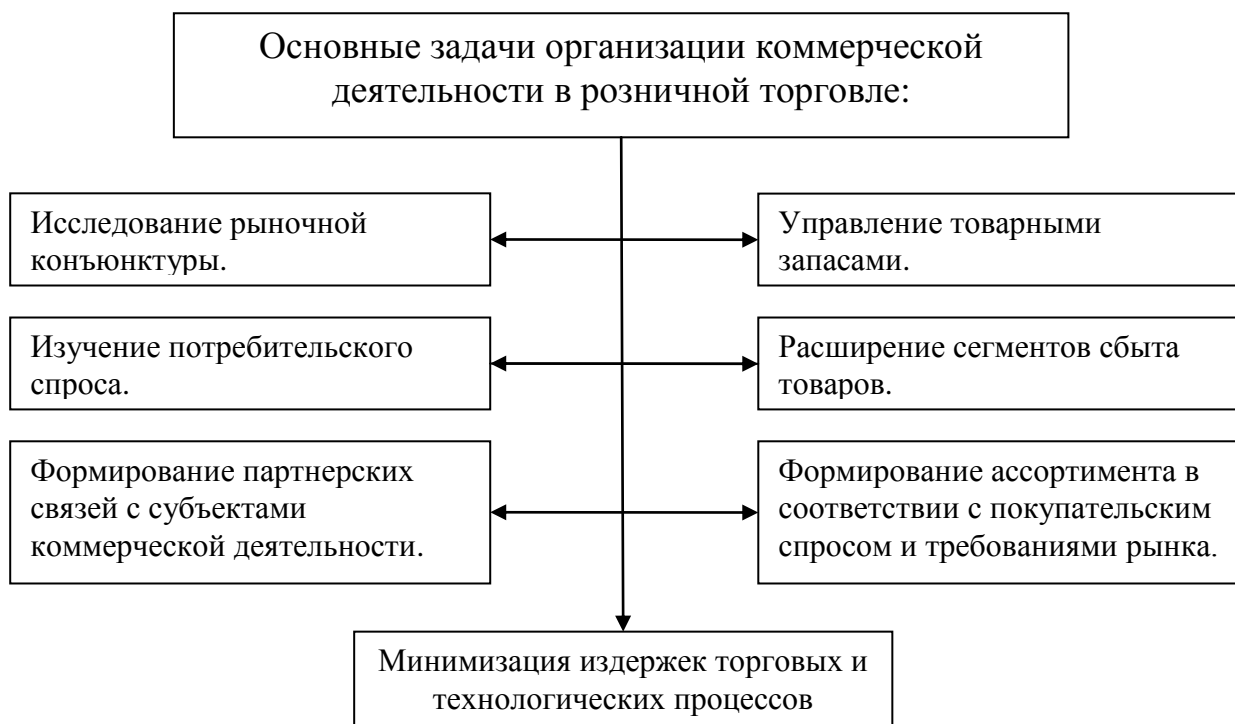 Основные задачи организации коммерческой
деятельности в розничной торговле:
Исследование рыночной
конъюнктуры.
Управление товарными
запасами.
Изучение потребительского
спроса.
Расширение сегментов сбыта
товаров.
Формирование партнерских
связей с субъектами
коммерческой деятельности.
Формирование ассортимента в
соответствии с покупательским
спросом и требованиями рынка.
Минимизация издержек торговых и
технологических процессов